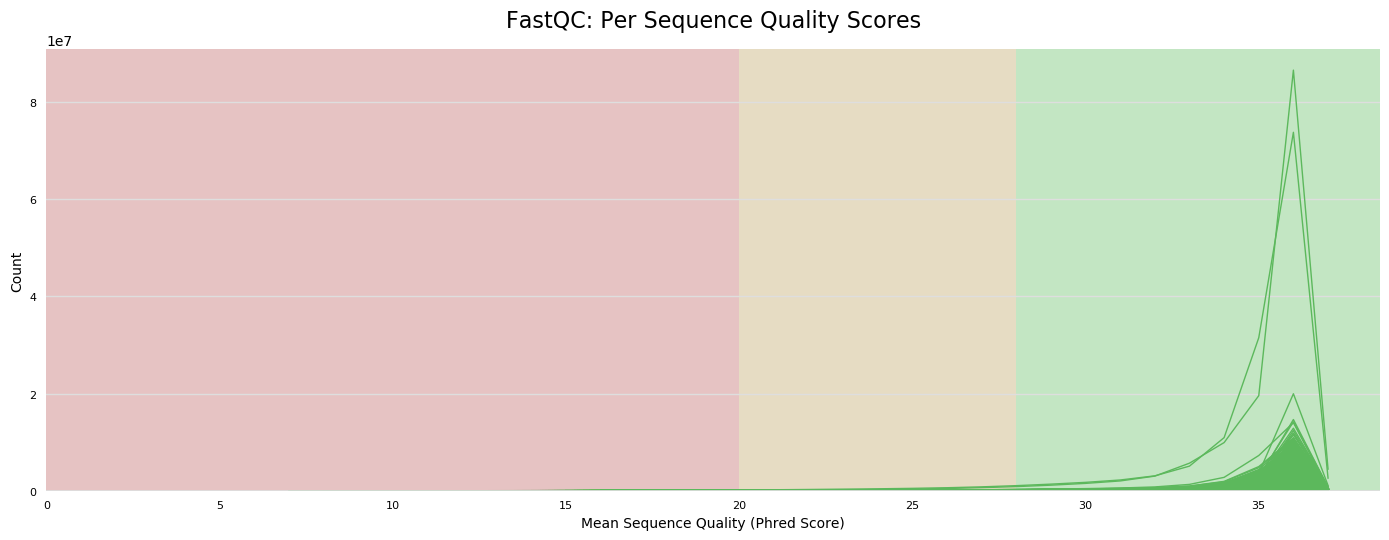 FastQC: Per Sequence Quality Scores
1e7
8
6
4
2
0
Count
0 5 10 15 20 25 30 35
Mean Sequence Quality (Phred Score)